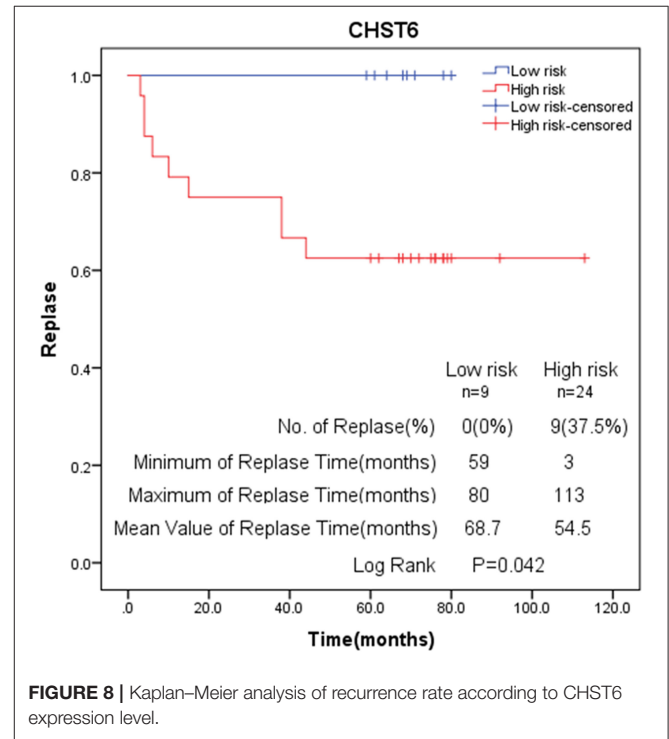 CHST6
Low risk
High risk
Low risk-censored
High risk-censored
1.0
0.8
0.6
0.4
0.2
0.0
Replase
Low risk High risk
n=9 n=24
No. of Replase(%) 0(0%) 9(37.5%)
Minimum of Replase Time(months) 59 3
Maximum of Replase Time(months) 80 113
Mean Value of Replase Time(months) 68.7 54.5
Log Rank P=0.042
.0 20.0 40.0 60.0 80.0 100.0 120.0
Time(months)
FIGURE 8 | Kaplan–Meier analysis of recurrence rate according to CHST6
expression level.